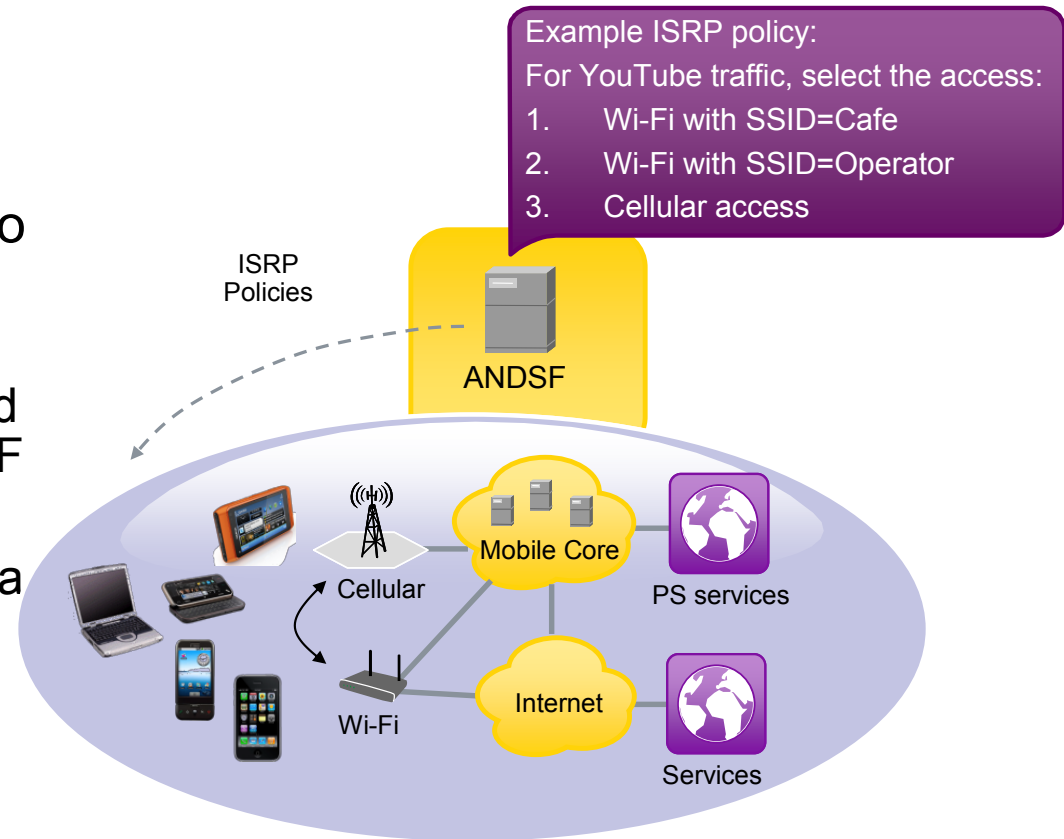 Example ISRP policy:
For YouTube traffic, select the access:
1. Wi-Fi with SSID=Cafe
2. Wi-Fi with SSID=Operator
3. Cellular access
o
d
F
a
ISRP
Policies
ANDSF
Mobile Core
Cellular
PS services
Internet
Wi-Fi
Services